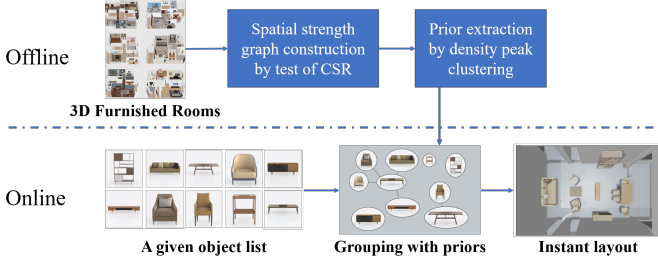 Offline
Spatial strength
graph construction
by test of CSR
Prior extraction
by density peak
clustering
3D Furnished Rooms
Online
A given object list
Grouping with priors
Instant layout